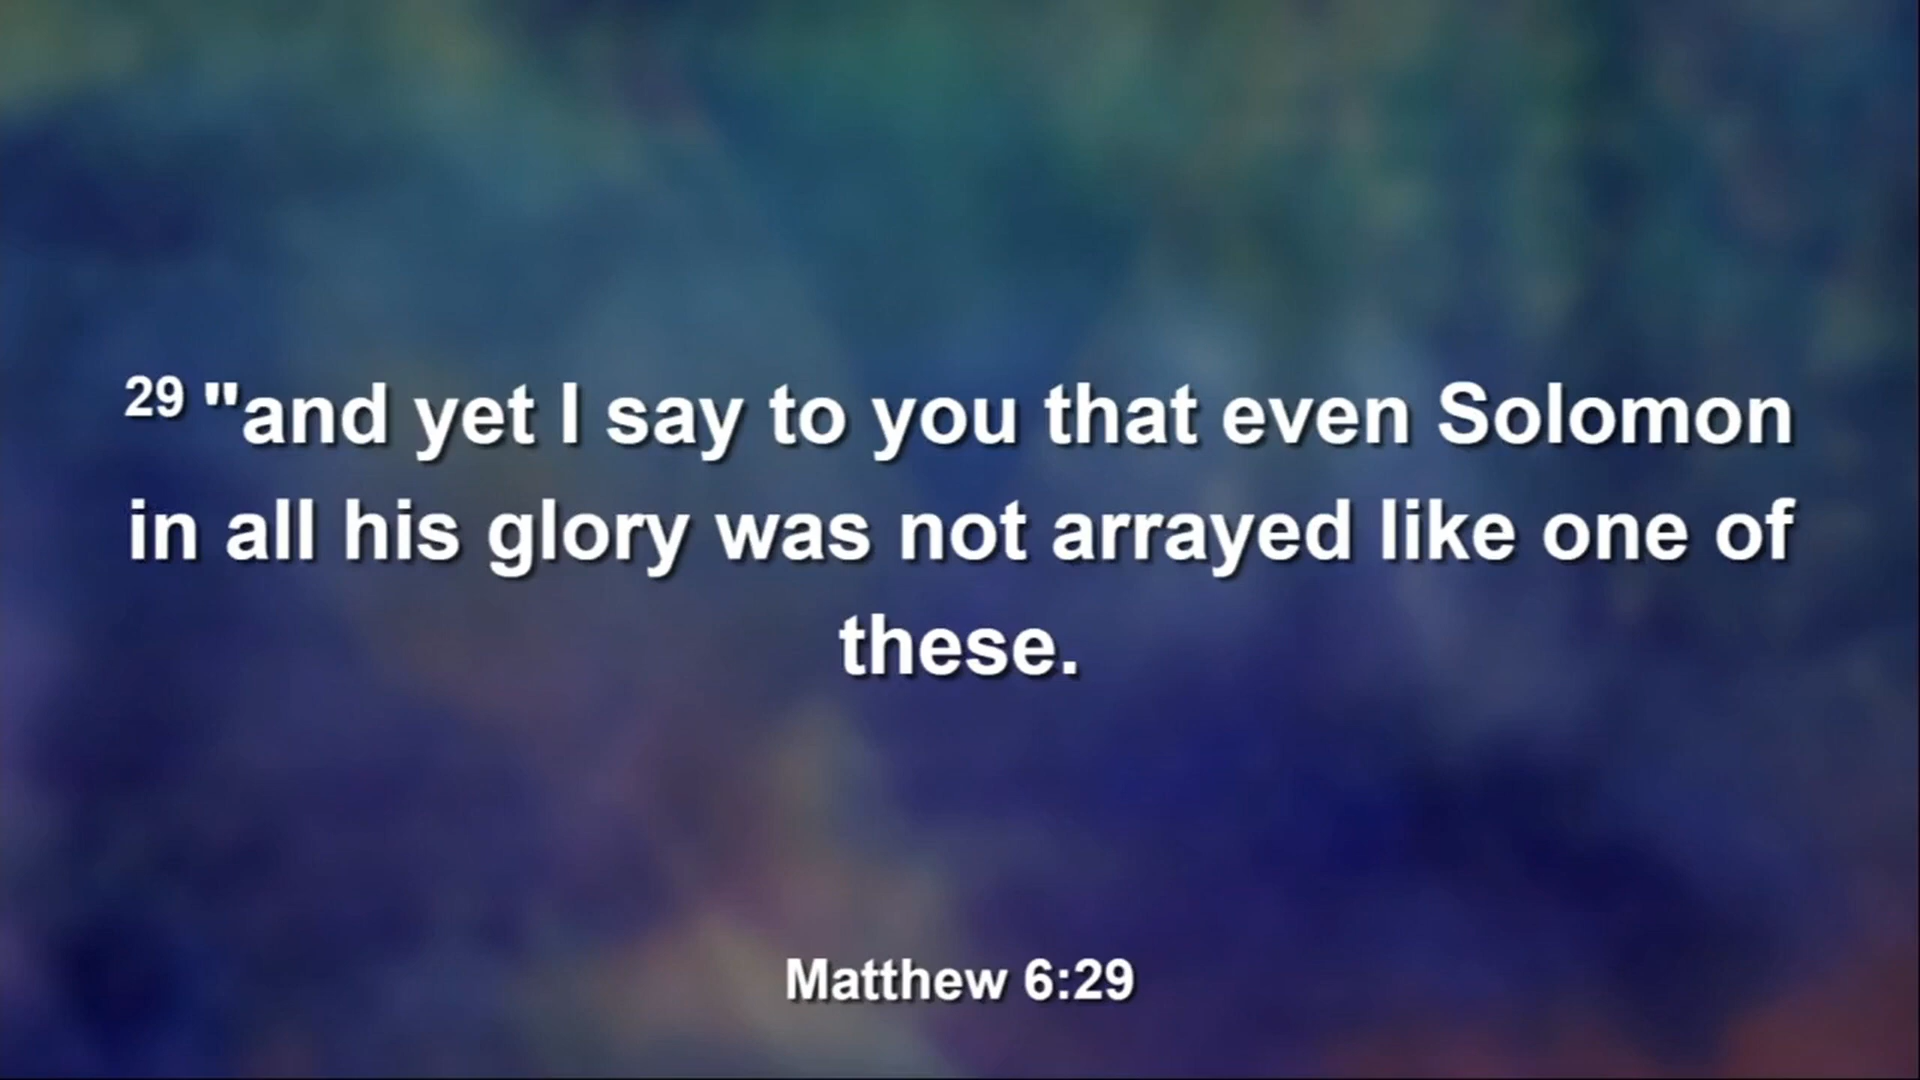 29 "and yet I say to you that even Solomon
in all his glory was not arrayed like one of
these.
Matthew 6:29